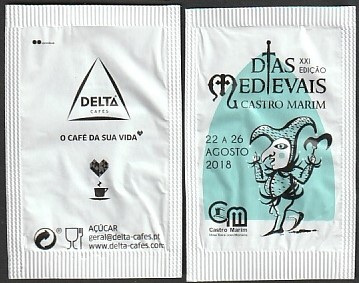 DELTA
CAFÉS
O CAFÉ DA SUA VIDA
AÇÚCAR
geral@delta-cafes.pt
www.delta-cafes.com
DIAS
XXI
EDIÇÃO
MEDIEVAIS
CASTRO MARIM
22 A 26
AGOSTO
2018
CM
Castro Marim